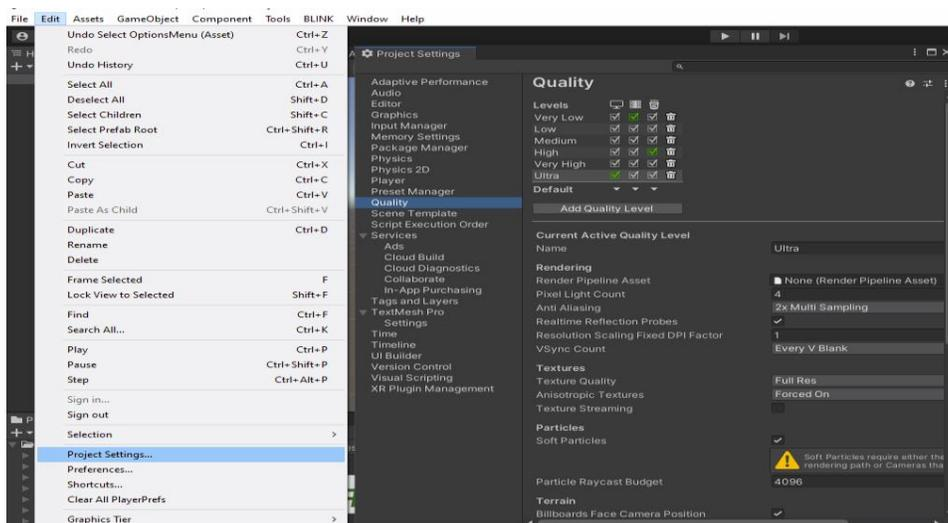 File Edit Assets GameObject Component Tools BLINK Window Help
Undo Select OptionsMenu (Asset) Ctrl+Z
Redo Ctrl+Y
Undo History Ctrl+U
Select All Ctrl+A
Deselect All Shift+D
Select Children Shift+C
Select Prefab Root Ctrl+Shift+R
Invert Selection Ctrl+I
Cut Ctrl+X
Copy Ctrl+C
Paste Ctrl+V
Paste As Child Ctrl+Shift+V
Duplicate Ctrl+D
Rename
Delete
Frame Selected F
Lock View to Selected Shift+F
Find Ctrl+F
Search All... Ctrl+K
Play Ctrl+P
Pause Ctrl+Shift+P
Step Ctrl+Alt+P
Sign in...
Sign out
Selection >
Project Settings...
Preferences...
Shortcuts...
Clear All PlayerPrefs
Graphics Tier >
Project Settings
Adaptive Performance
Audio
Editor
Graphics
Input Manager
Memory Settings
Package Manager
Physics
Physics 2D
Player
Preset Manager
Quality
Scene Template
Script Execution Order
Services
Ads
Cloud Build
Cloud Diagnostics
Collaborate
In-App Purchasing
Tags and Layers
TextMesh Pro
Settings
Time
Timeline
UI Builder
Version Control
Visual Scripting
XR Plugin Management
Quality
Levels
Very Low
Low
Medium
High
Very High
Ultra
Default
Add Quality Level
Current Active Quality Level
Name Ultra
Rendering
Render Pipeline Asset None (Render Pipeline Asset)
Pixel Light Count 4
Anti Aliasing 2x Multi Sampling
Realtime Reflection Probes
Resolution Scaling Fixed DPI Factor 1
VSync Count Every V Blank
Textures
Texture Quality Full Res
Anisotropic Textures Forced On
Texture Streaming
Particles
Soft Particles
Soft Particles require either the
rendering path or Cameras tha
Particle Raycast Budget 4096
Terrain
Billboards Face Camera Position